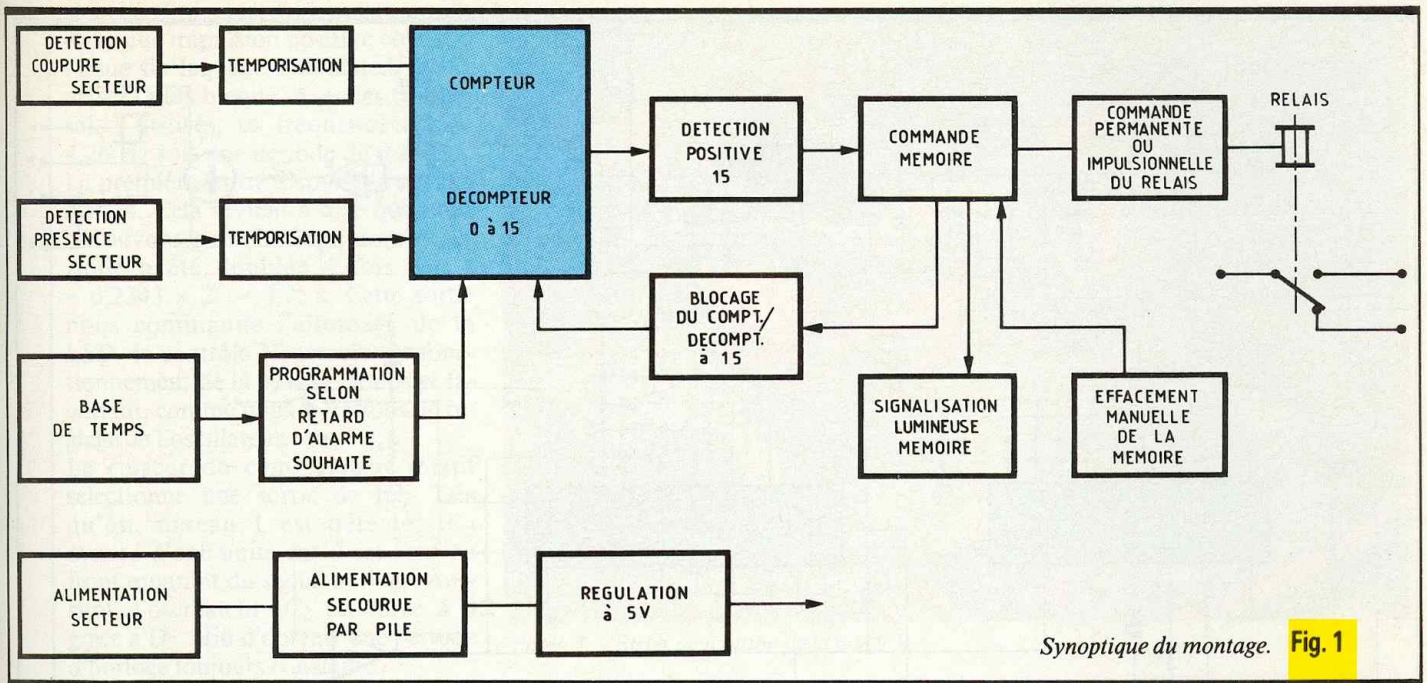 DETECTION
COUPURE
SECTEUR
TEMPORISATION
COMPTEUR
DECOMPTEUR
0 à 15
DETECTION
POSITIVE
15
COMMANDE
MEMOIRE
COMMANDE
PERMANENTE
OU
IMPULSIONNELLE
DU RELAIS
RELAIS
DETECTION
PRESENCE
SECTEUR
TEMPORISATION
BLOCAGE
DU COMPT./
DECOMPT.
à 15
BASE
DE TEMPS
PROGRAMMATION
SELON
RETARD
D'ALARME
SOUHAITE
SIGNALISATION
LUMINEUSE
MEMOIRE
EFFACEMENT
MANUELLE
DE LA
MEMOIRE
ALIMENTATION
SECTEUR
ALIMENTATION
SECOURUE
PAR PILE
REGULATION
à 5V
Synoptique du montage. Fig. 1